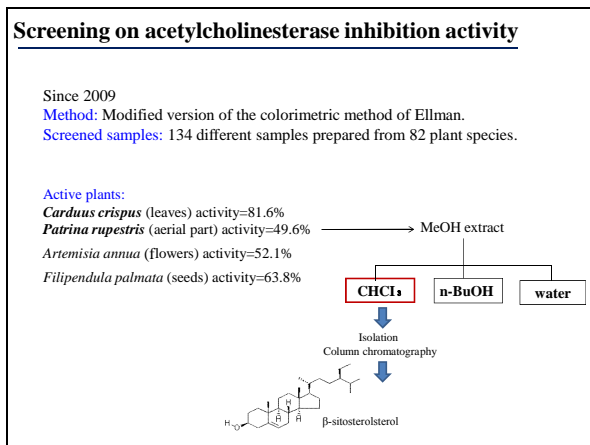 Screening on acetylcholinesterase inhibition activity
Since 2009
Method: Modified version of the colorimetric method of Ellman.
Screened samples: 134 different samples prepared from 82 plant species.
Active plants:
Carduus crispus (leaves) activity=81.6%
Patrina rupestris (aerial part) activity=49.6%
MeOH extract
Artemisia annua (flowers) activity=52.1%
Filipendula palmata (seeds) activity=63.8%
CHCI₃
n-BuOH
water
Isolation
Column chromatography
H
H
H
H
O
β-sitosterolsterol